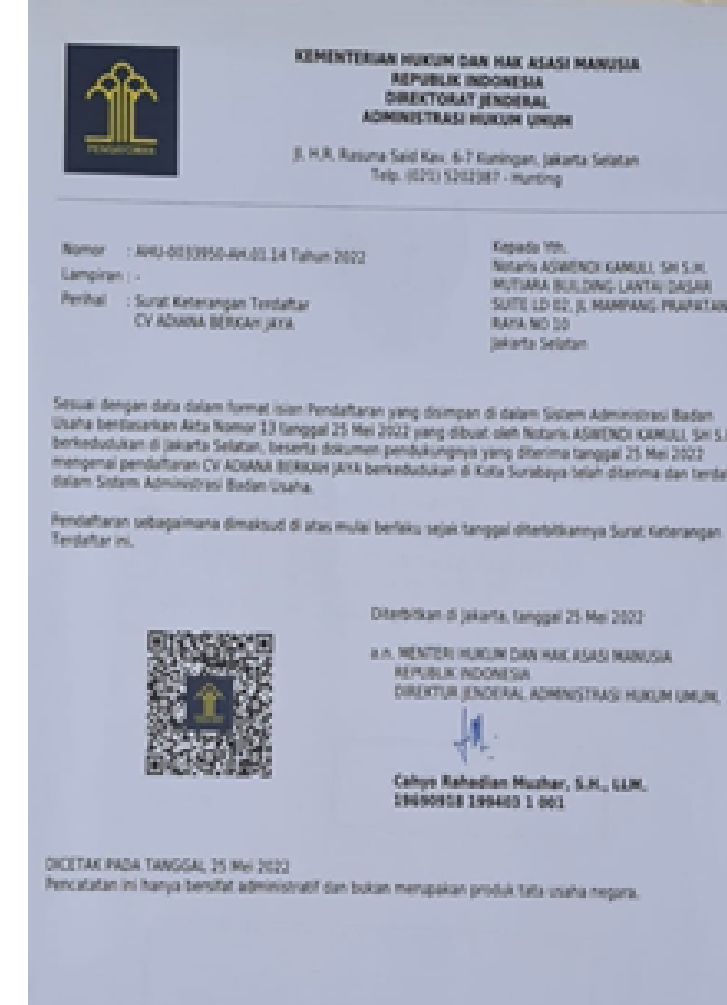 KEMENTERIAN HUKUM DAN HAK ASASI MANUSIA
REPUBLIK INDONESIA
DIREKTORAT JENDERAL
ADMINISTRASI HUKUM UMUM
Jl. H.R. Rasuna Said Kav. 6-7 Kuningan, Jakarta Selatan
Telp. (021) 5202387 - Hunting
PENGAYOMAN
Nomor : AHU-0033950-AH.01.14 Tahun 2022
Lampiran : -
Perihal : Surat Keterangan Terdaftar
CV ADIANA BERKAH JAYA
Kepada Yth.
Notaris ASWENDI KAMULI, SH S.H.
MUTIARA BUILDING LANTAI DASAR
SUITE LD 02, JL MAMPANG PRAPATAN
RAYA NO 10
Jakarta Selatan
Sesuai dengan data dalam format isian Pendaftaran yang disimpan di dalam Sistem Administrasi Badan
Usaha berdasarkan Akta Nomor 13 tanggal 25 Mei 2022 yang dibuat oleh Notaris ASWENDI KAMULI, SH S.
berkedudukan di Jakarta Selatan, beserta dokumen pendukungnya yang diterima tanggal 25 Mei 2022
mengenai pendaftaran CV ADIANA BERKAH JAYA berkedudukan di Kota Surabaya telah diterima dan terda
dalam Sistem Administrasi Badan Usaha.
Pendaftaran sebagaimana dimaksud di atas mulai berlaku sejak tanggal diterbitkannya Surat Keterangan
Terdaftar ini.
Diterbitkan di Jakarta, tanggal 25 Mei 2022
a.n. MENTERI HUKUM DAN HAK ASASI MANUSIA
REPUBLIK INDONESIA
DIREKTUR JENDERAL ADMINISTRASI HUKUM UMUM,
Cahyo Rahadian Muzhar, S.H., LLM.
19690918 199403 1 001
DICETAK PADA TANGGAL 25 Mei 2022
Pencatatan ini hanya bersifat administratif dan bukan merupakan produk tata usaha negara.